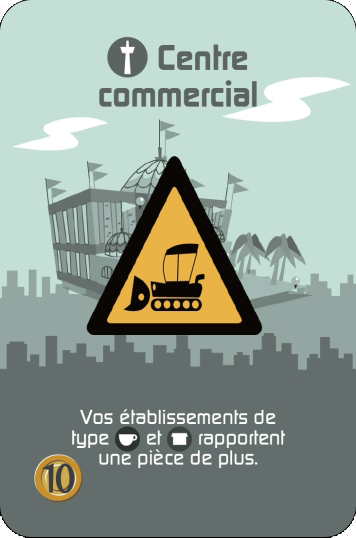 Centre
commercial
Vos établissements de
type et rapportent
une pièce de plus.
10